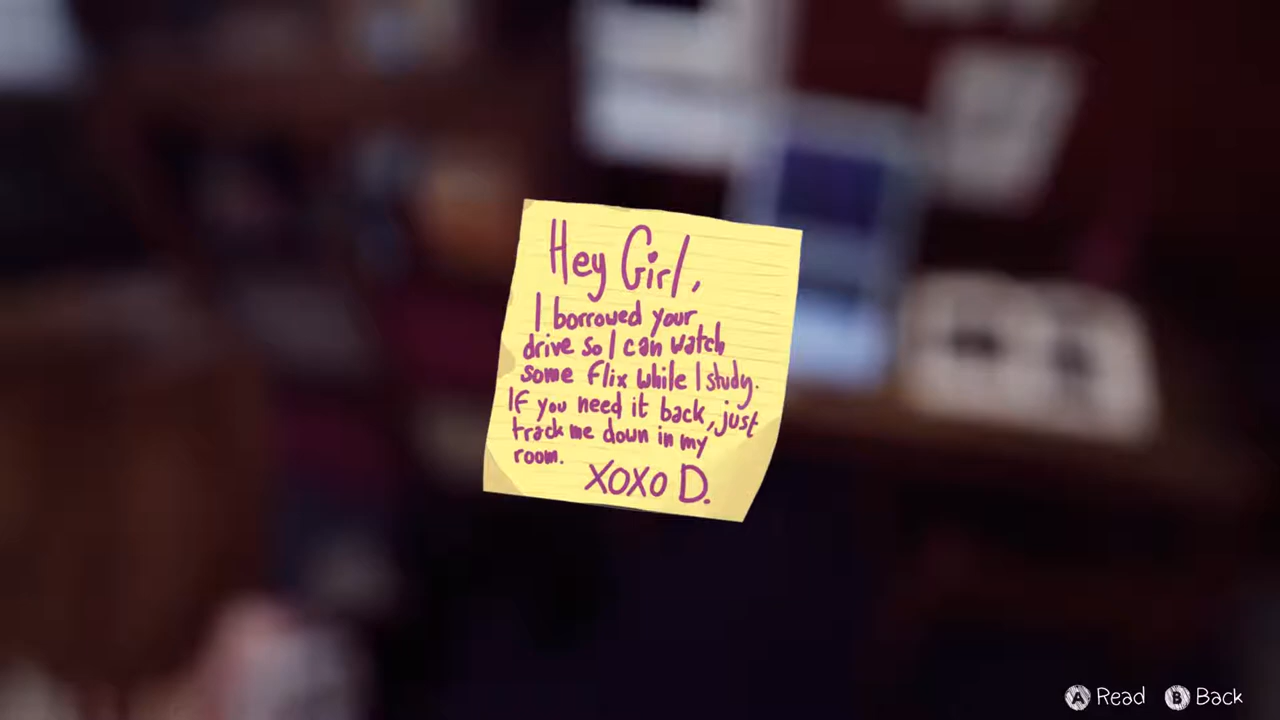 Hey Girl,
I borrowed your
drive so I can watch
some Flix while I study.
If you need it back, just
track me down in my
room.
XOXO D.
A Read B Back